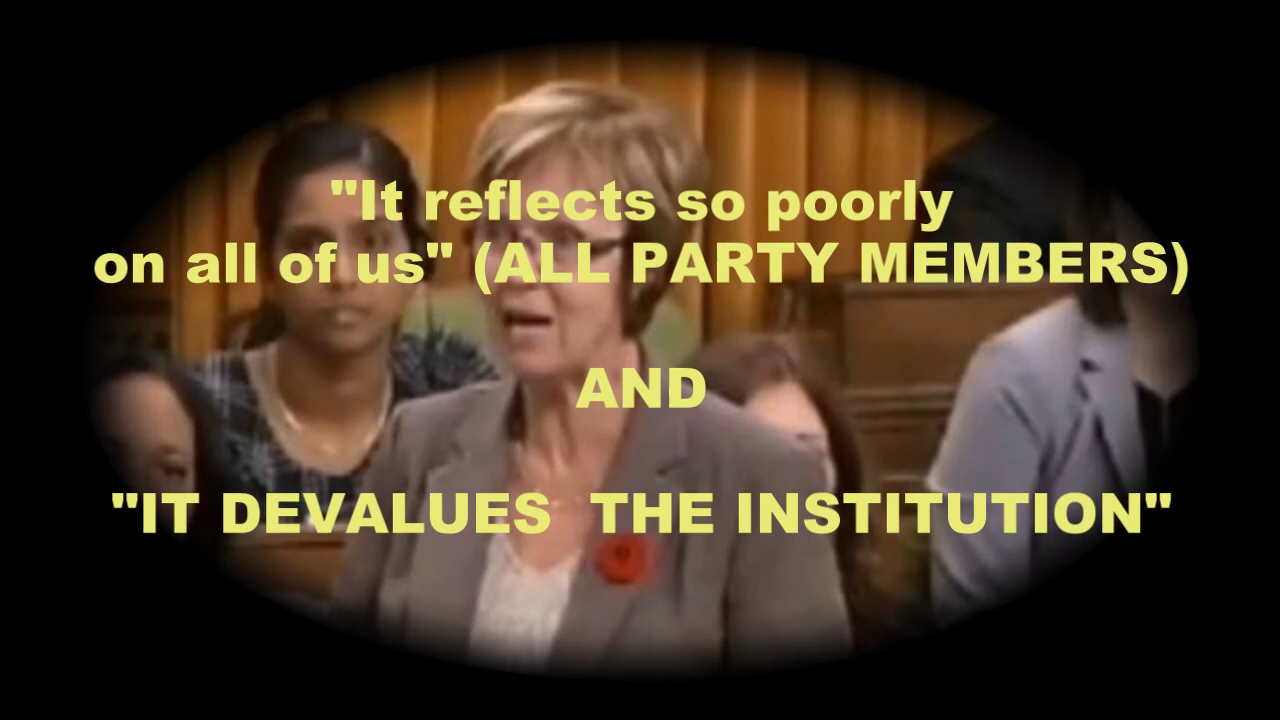 "It reflects so poorly
on all of us" (ALL PARTY MEMBERS)
AND
"IT DEVALUES THE INSTITUTION"